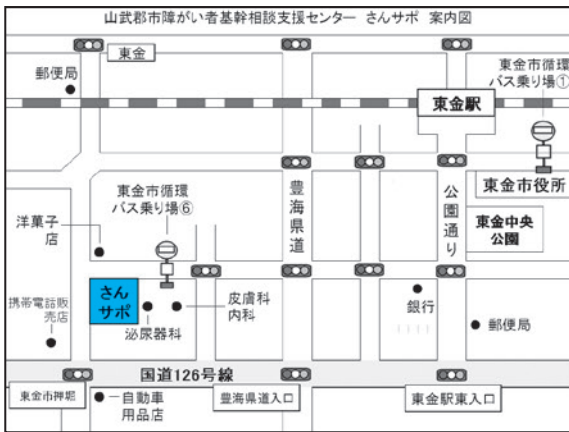 山武郡市障がい者基幹相談支援センター さんサポ 案内図
東金
郵便局
東金市循環
バス乗り場①
東金駅
東金市役所
東金市循環
バス乗り場⑥
豊海県道
公園通り
東金中央
公園
洋菓子
店
さん
サポ
皮膚科
内科
泌尿器科
銀行
郵便局
携帯電話販
売店
国道126号線
東金市神堀
自動車
用品店
豊海県道入口
東金駅東入口